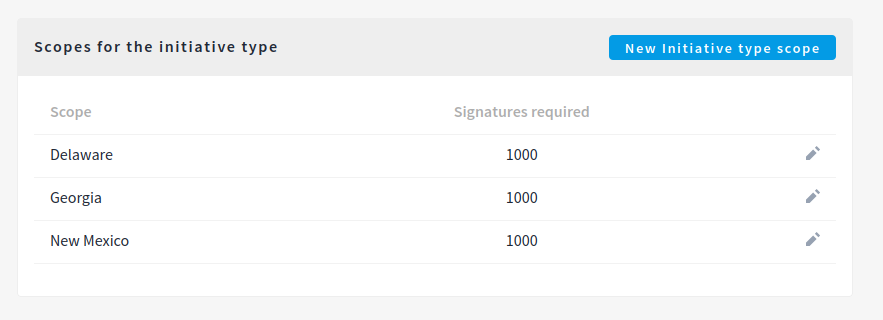 Scopes for the initiative type
New Initiative type scope
Scope Signatures required
Delaware 1000
Georgia 1000
New Mexico 1000